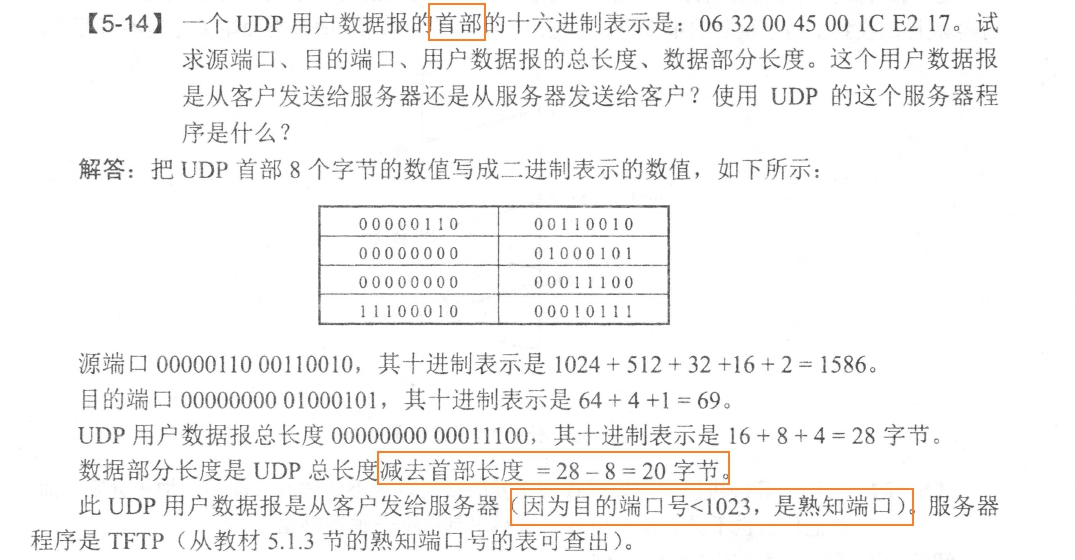 【5-14】 一个 UDP 用户数据报的首部的十六进制表示是：06 32 00 45 00 1C E2 17。试
求源端口、目的端口、用户数据报的总长度、数据部分长度。这个用户数据报
是从客户发送给服务器还是从服务器发送给客户？使用 UDP 的这个服务器程
序是什么？
解答：把 UDP 首部 8 个字节的数值写成二进制表示的数值，如下所示：
00000110 00110010
00000000 01000101
00000000 00011100
11100010 00010111
源端口 00000110 00110010，其十进制表示是 1024 + 512 + 32 +16 + 2 = 1586。
目的端口 00000000 01000101，其十进制表示是 64 + 4 +1 = 69。
UDP 用户数据报总长度 00000000 00011100，其十进制表示是 16 + 8 + 4 = 28 字节。
数据部分长度是 UDP 总长度减去首部长度 = 28 – 8 = 20 字节。
此 UDP 用户数据报是从客户发给服务器（因为目的端口号<1023，是熟知端口）。服务器
程序是 TFTP（从教材 5.1.3 节的熟知端口号的表可查出）。